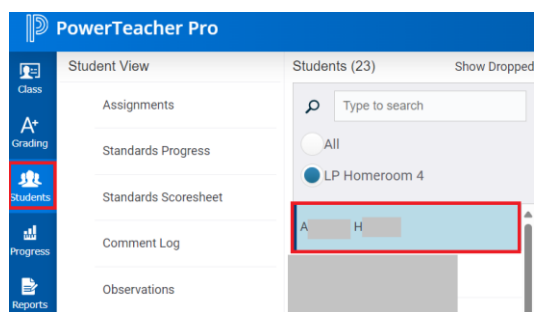 PowerTeacher Pro
Class
A+
Grading
Students
Progress
Reports
Student View
Assignments
Standards Progress
Standards Scoresheet
Comment Log
Observations
Students (23)
Show Dropped
Type to search
All
LP Homeroom 4
A H